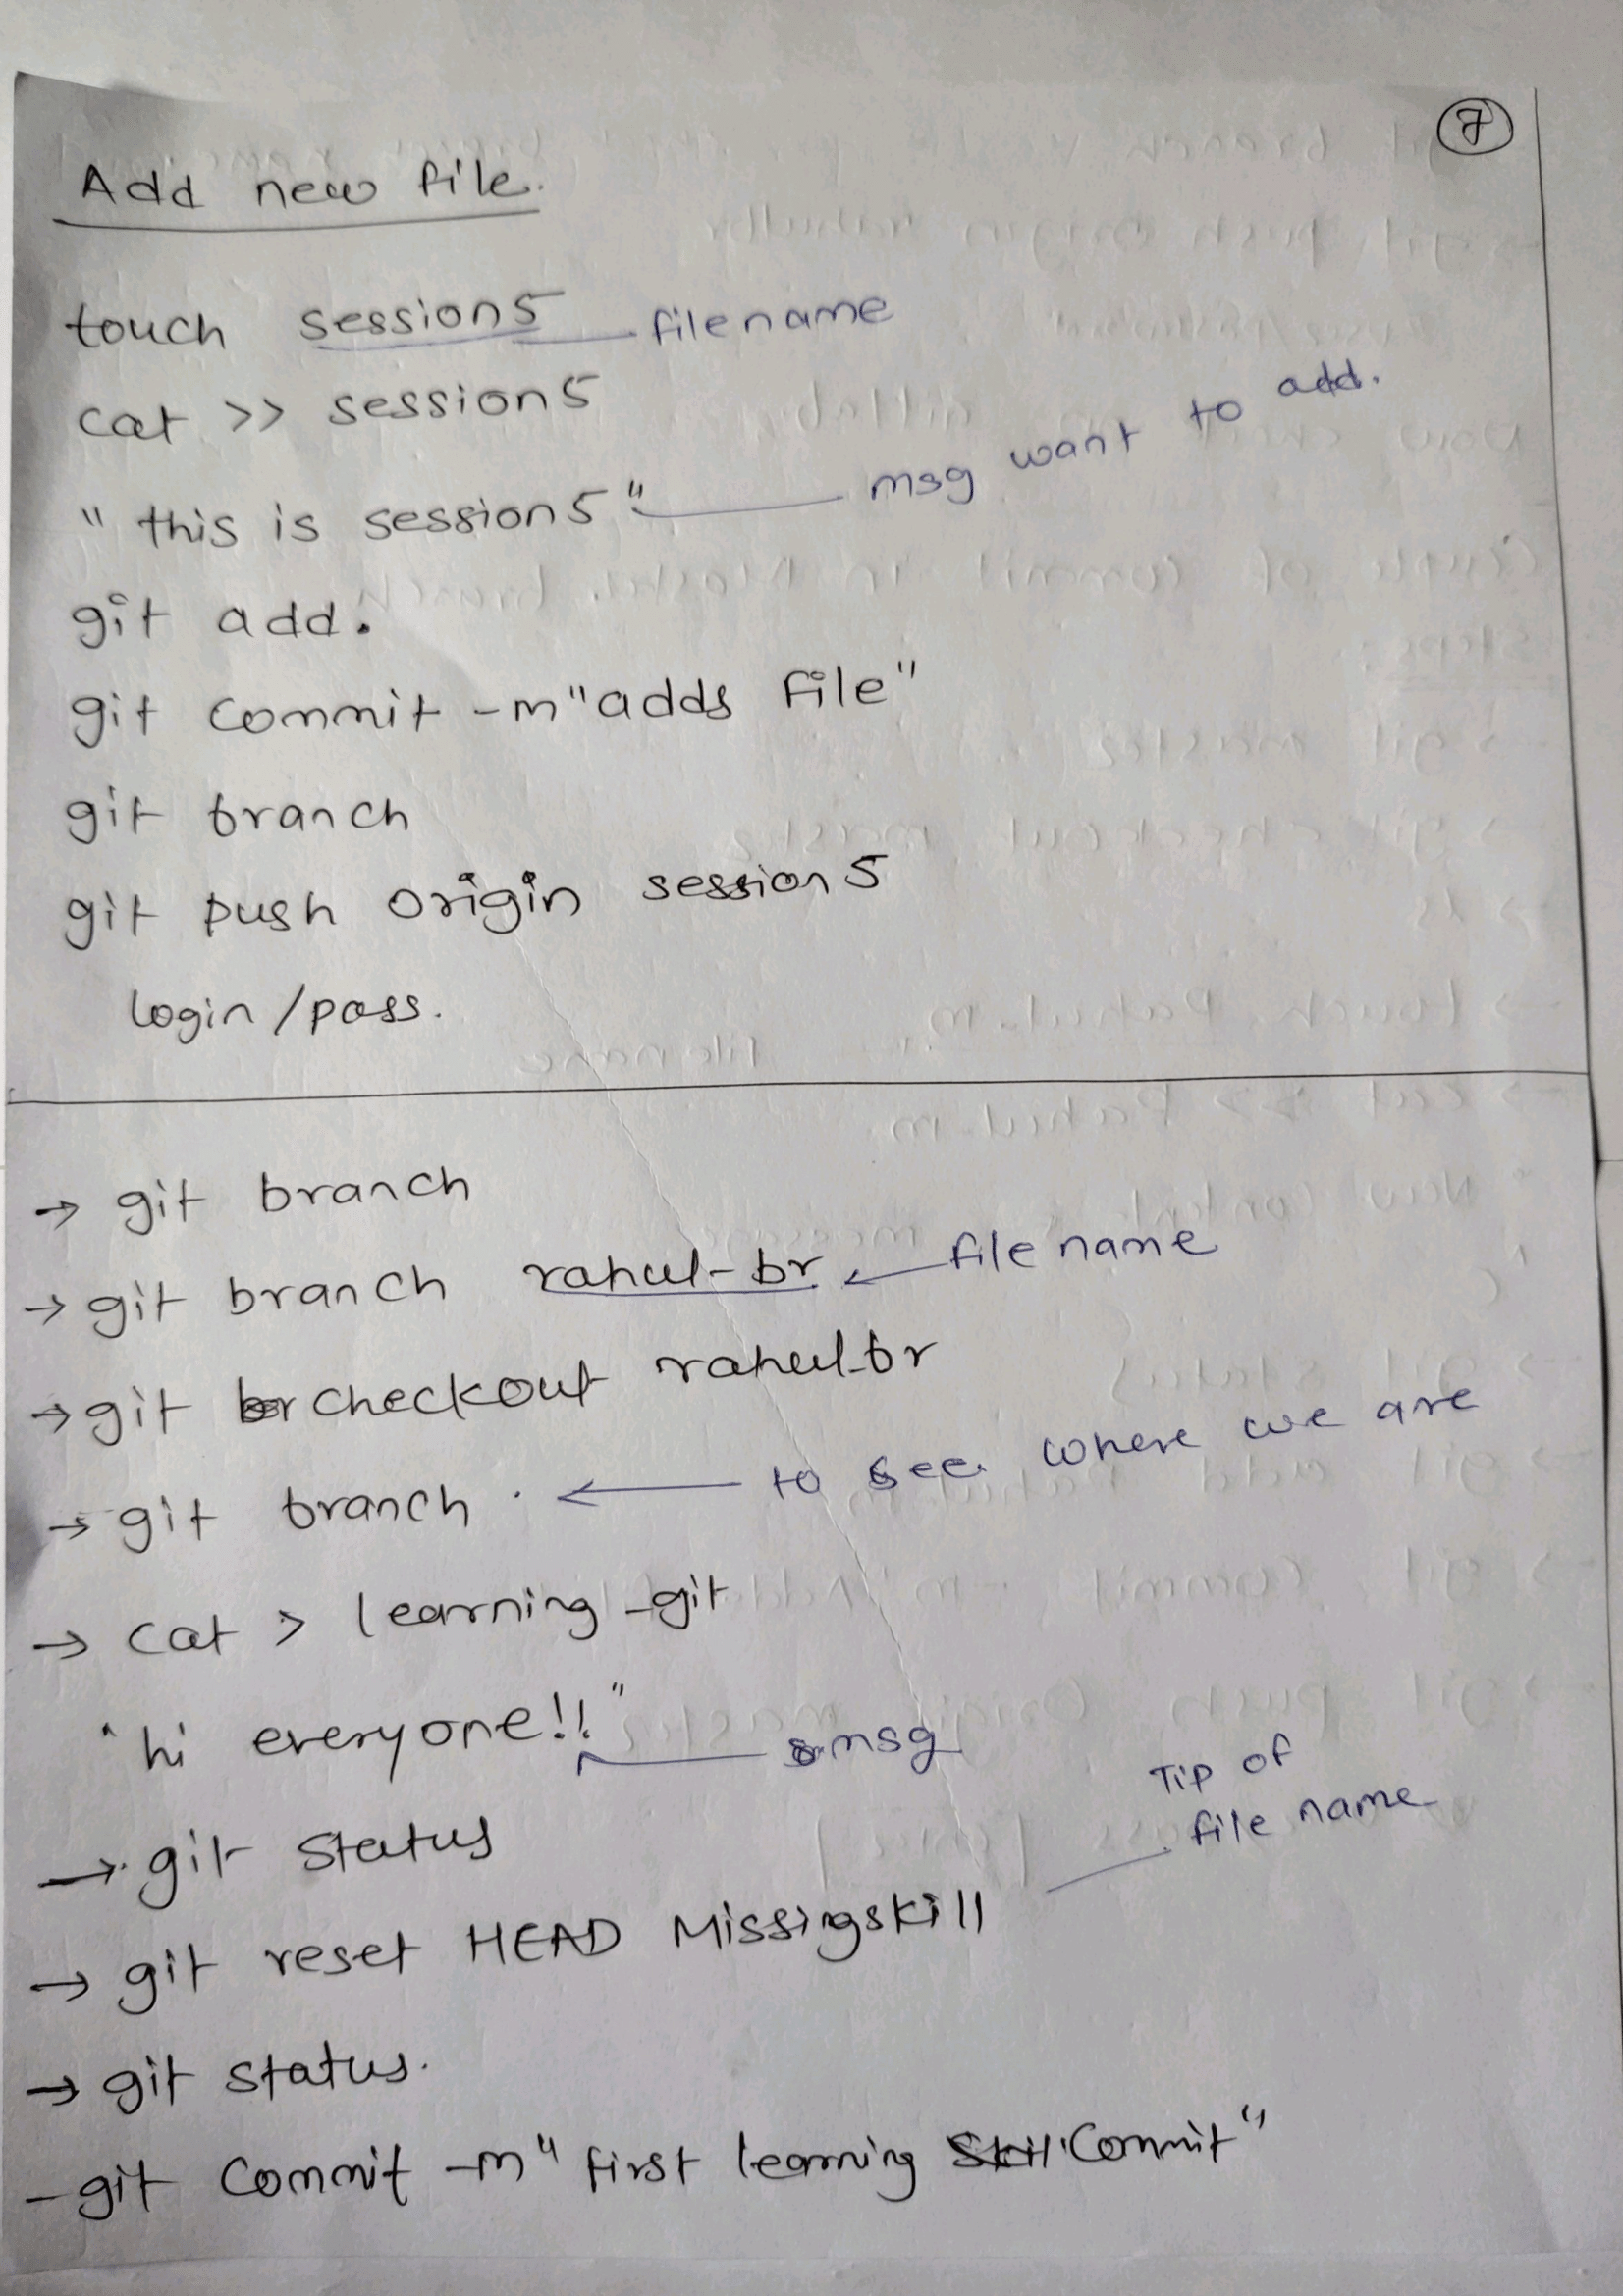 7
Add new file.
touch session5 filename
cat >> session5
"this is session5" msg want to add.
git add.
git commit -m "adds file"
git branch
git push origin session5
login/pass.
→ git branch
→ git branch rahul-br ← file name
→ git checkout rahul-br
→ git branch . ← to see where we are
→ cat > learning-git
"hi everyone!!" msg
→ git status
Tip of
file name
→ git reset HEAD Missingskill
→ git status.
- git commit -m "first learning commit"